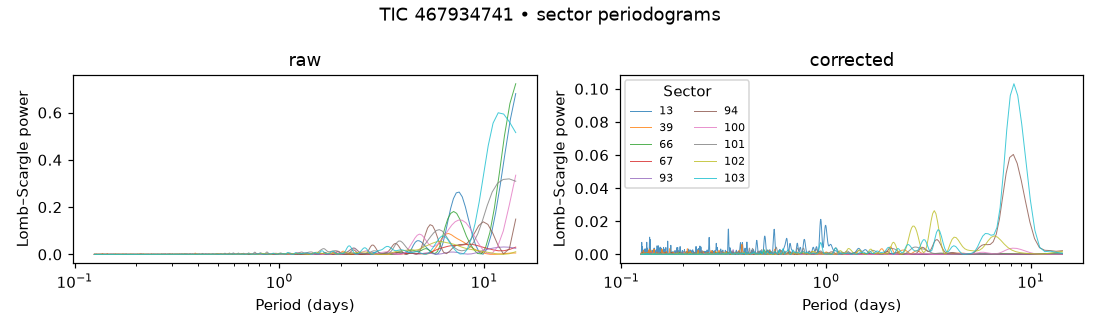 TIC 467934741 • sector periodograms
raw
Lomb–Scargle power
0.6
0.4
0.2
0.0
10⁻¹ 10⁰ 10¹
Period (days)
corrected
Lomb–Scargle power
0.10
0.08
0.06
0.04
0.02
0.00
Sector
13 94
39 100
66 101
67 102
93 103
10⁻¹ 10⁰ 10¹
Period (days)